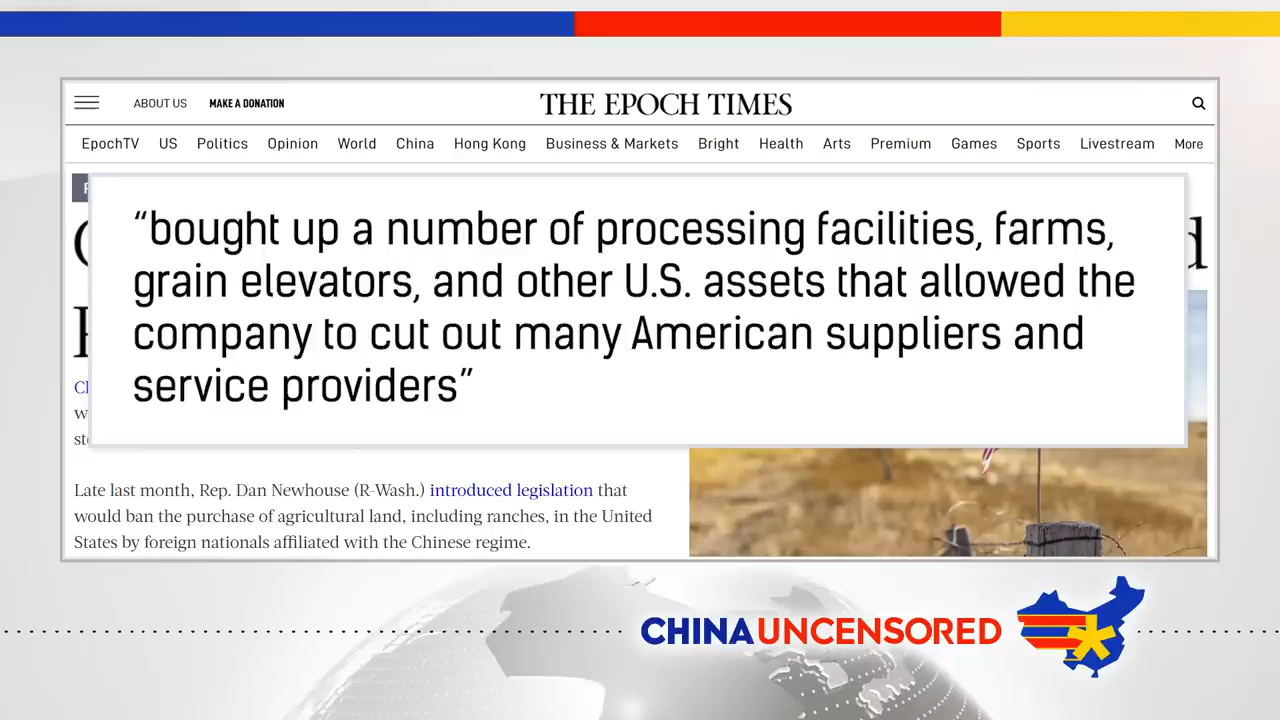 ABOUT US MAKE A DONATION THE EPOCH TIMES
EpochTV US Politics Opinion World China Hong Kong Business & Markets Bright Health Arts Premium Games Sports Livestream More
“bought up a number of processing facilities, farms,
grain elevators, and other U.S. assets that allowed the
company to cut out many American suppliers and
service providers”
Late last month, Rep. Dan Newhouse (R-Wash.) introduced legislation that
would ban the purchase of agricultural land, including ranches, in the United
States by foreign nationals affiliated with the Chinese regime.
CHINA UNCENSORED